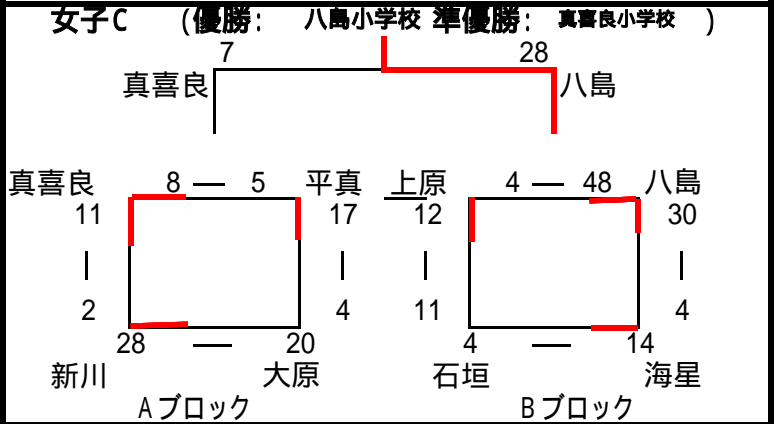 女子C (優勝: 八島小学校 準優勝: 真喜良小学校 )
7 28
真喜良 八島
真喜良 8 — 5 平真 上原 4 — 48 八島
11 17 12 30
| | | |
2 4 11 4
28 — 20 4 — 14
新川 大原 石垣 海星
Aブロック Bブロック